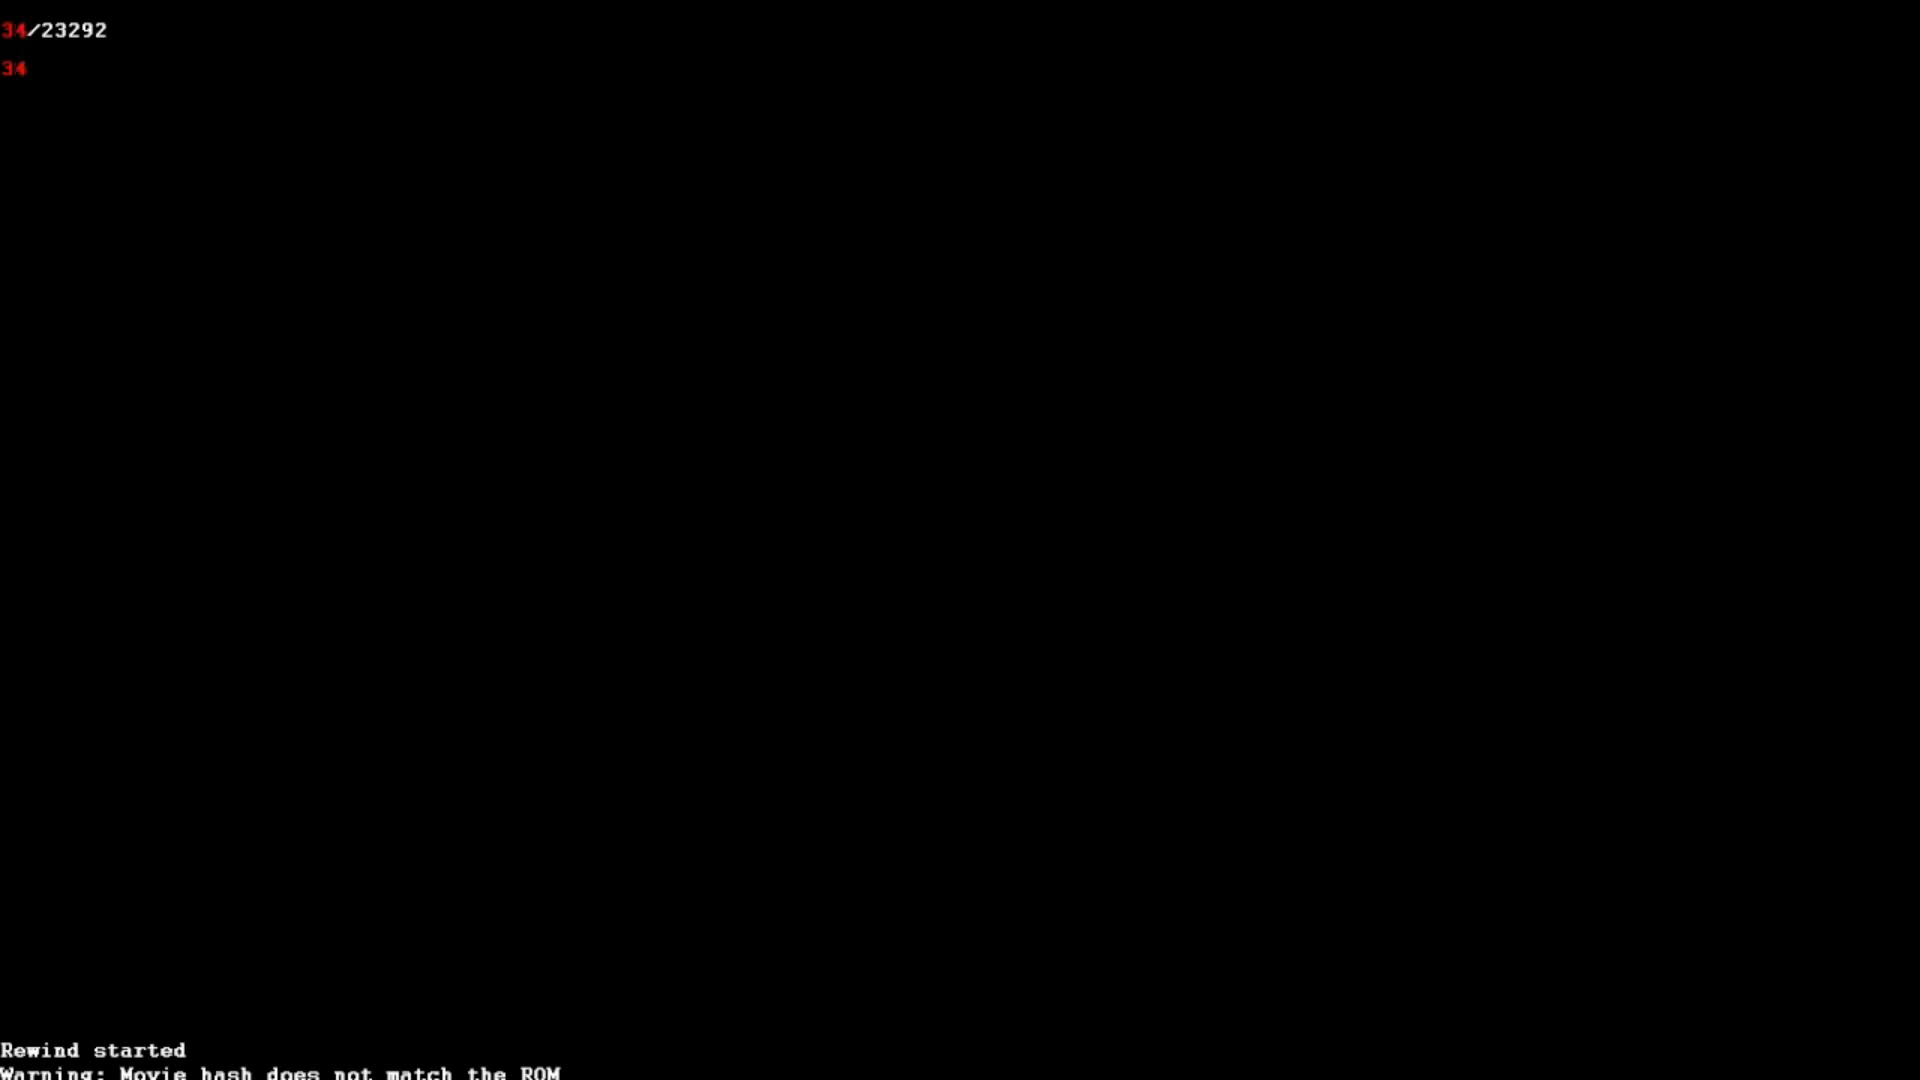 34/23292
34
Rewind started
Warning: Movie hash does not match the ROM